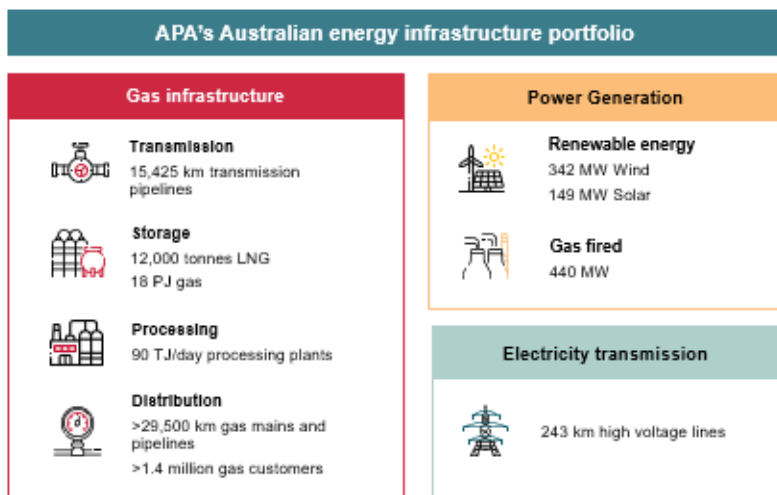 APA's Australian energy infrastructure portfolio
Gas infrastructure
Transmission
15,425 km transmission
pipelines
Storage
12,000 tonnes LNG
18 PJ gas
Processing
90 TJ/day processing plants
Distribution
>29,500 km gas mains and
pipelines
>1.4 million gas customers
Power Generation
Renewable energy
342 MW Wind
149 MW Solar
Gas fired
440 MW
Electricity transmission
243 km high voltage lines